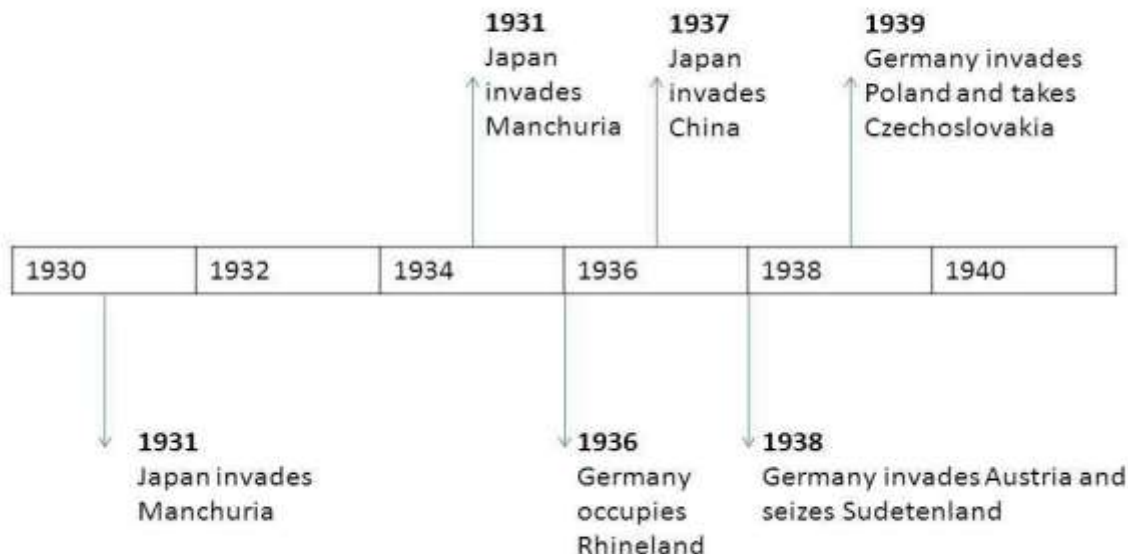 1931
Japan
invades
Manchuria
1937
Japan
invades
China
1939
Germany invades
Poland and takes
Czechoslovakia
1930
1932
1934
1936
1938
1940
1931
Japan invades
Manchuria
1936
Germany
occupies
Rhineland
1938
Germany invades Austria and
seizes Sudetenland